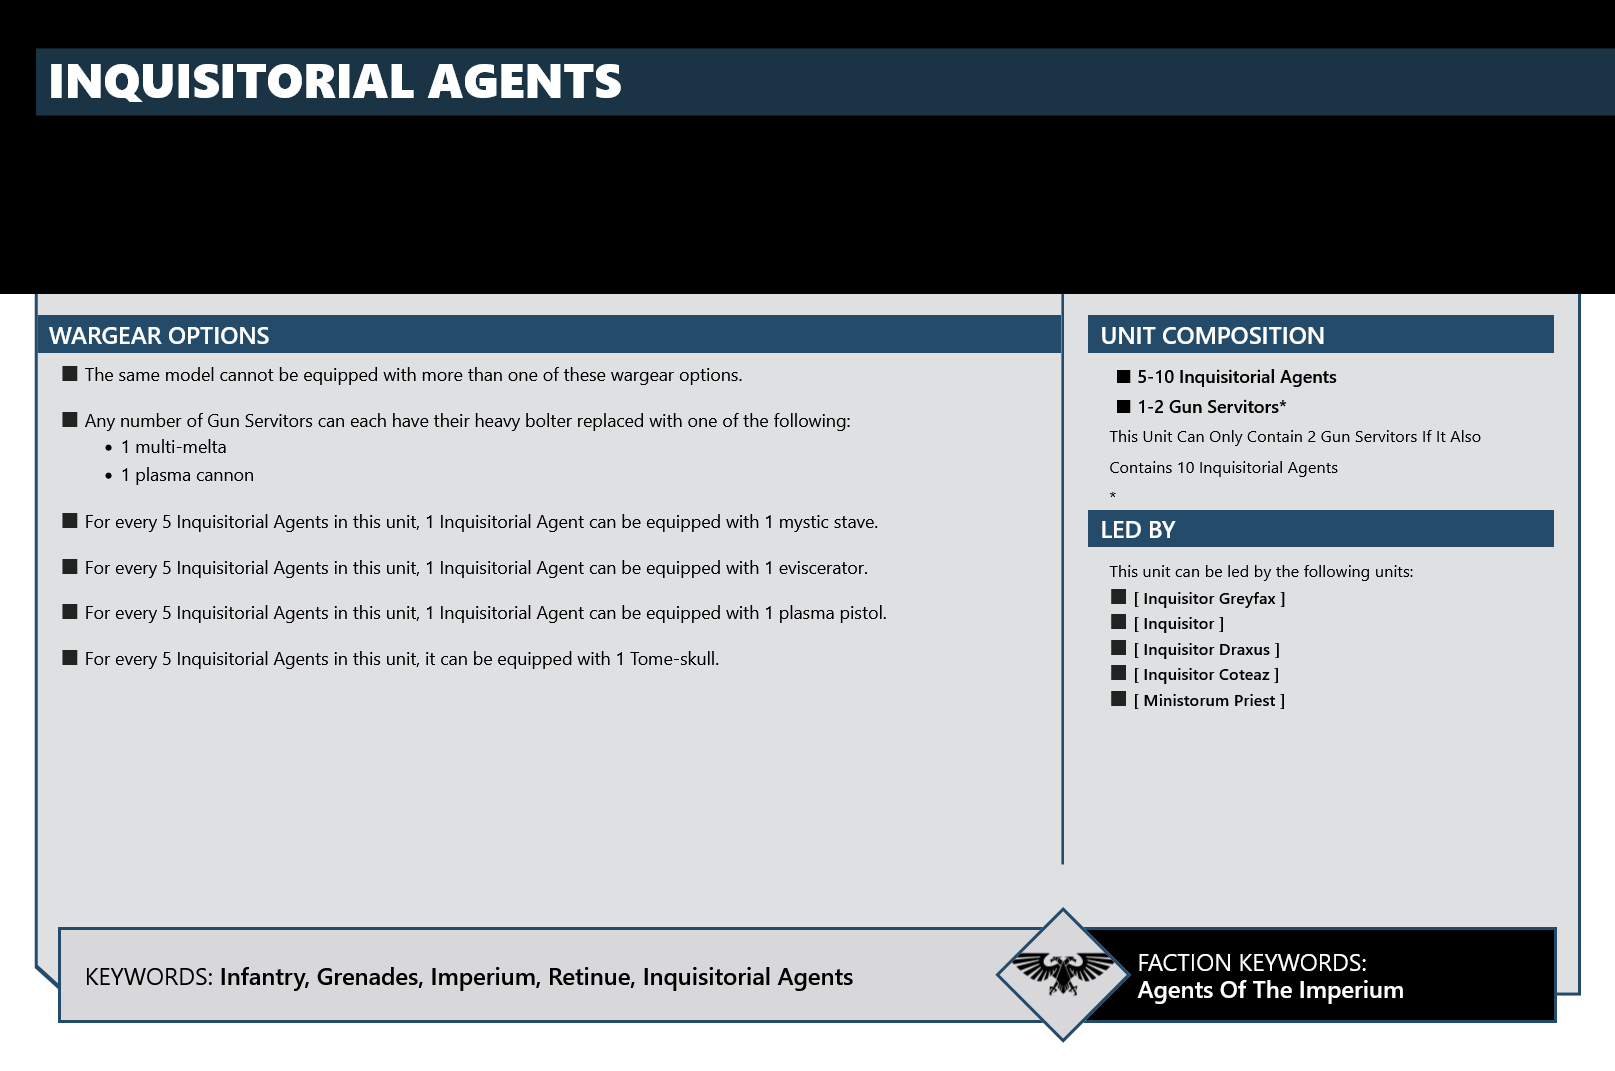 INQUISITORIAL AGENTS
WARGEAR OPTIONS
The same model cannot be equipped with more than one of these wargear options.
Any number of Gun Servitors can each have their heavy bolter replaced with one of the following:
1 multi-melta
1 plasma cannon
For every 5 Inquisitorial Agents in this unit, 1 Inquisitorial Agent can be equipped with 1 mystic stave.
For every 5 Inquisitorial Agents in this unit, 1 Inquisitorial Agent can be equipped with 1 eviscerator.
For every 5 Inquisitorial Agents in this unit, 1 Inquisitorial Agent can be equipped with 1 plasma pistol.
For every 5 Inquisitorial Agents in this unit, it can be equipped with 1 Tome-skull.
UNIT COMPOSITION
5-10 Inquisitorial Agents
1-2 Gun Servitors*
This Unit Can Only Contain 2 Gun Servitors If It Also
Contains 10 Inquisitorial Agents
*
LED BY
This unit can be led by the following units:
[ Inquisitor Greyfax ]
[ Inquisitor ]
[ Inquisitor Draxus ]
[ Inquisitor Coteaz ]
[ Ministorum Priest ]
KEYWORDS: Infantry, Grenades, Imperium, Retinue, Inquisitorial Agents
FACTION KEYWORDS:
Agents Of The Imperium